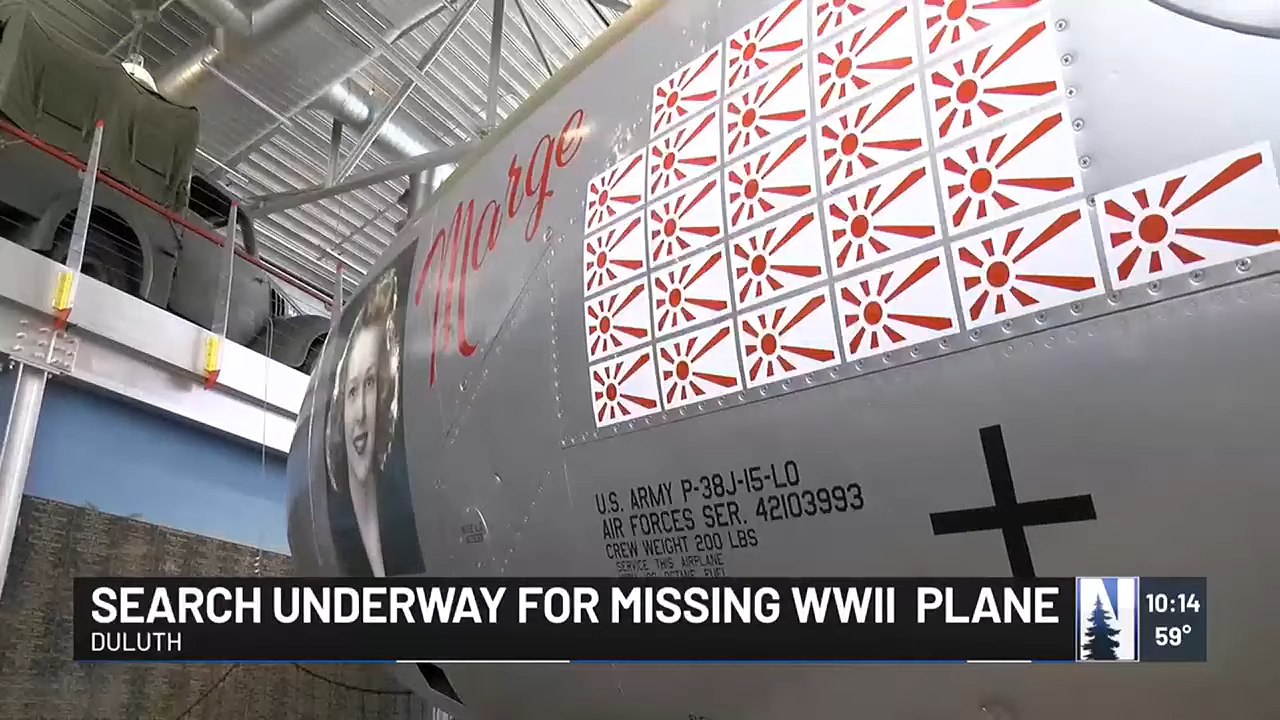 Marge
U.S. ARMY P-38J-15-LO
AIR FORCES SER. 42103993
CREW WEIGHT 200 LBS
SERVICE THIS AIRPLANE
SEARCH UNDERWAY FOR MISSING WWII PLANE
DULUTH
N
10:14
59°